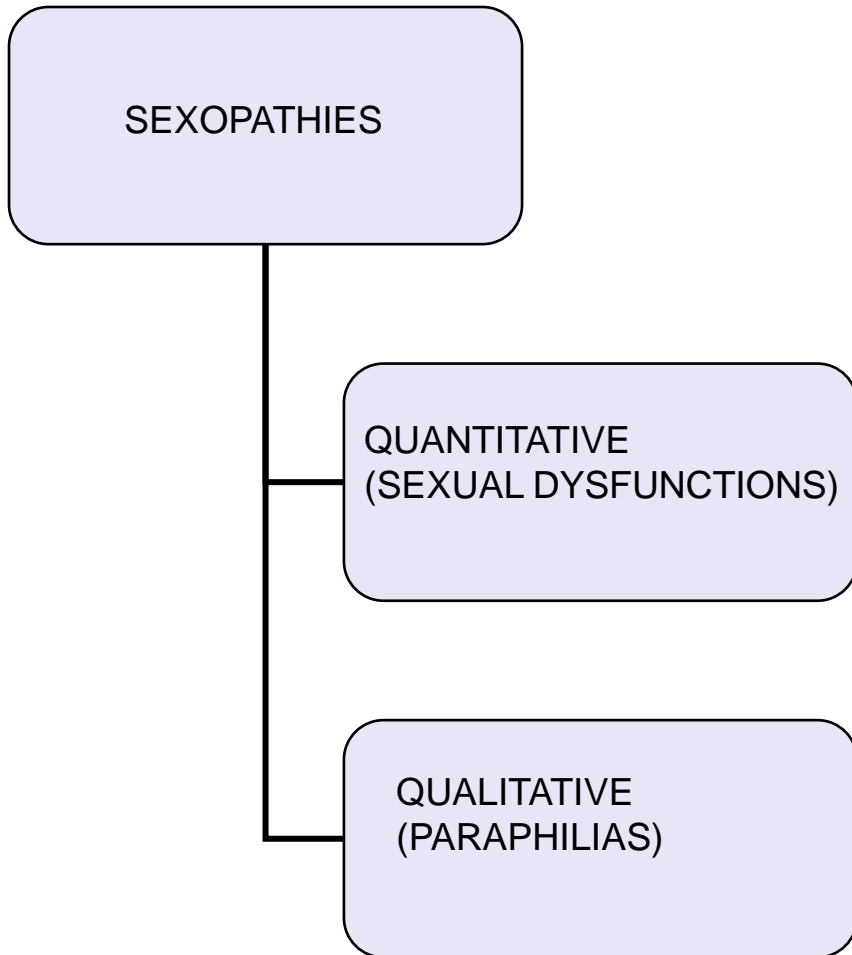 SEXOPATHIES
QUANTITATIVE
(SEXUAL DYSFUNCTIONS)
QUALITATIVE
(PARAPHILIAS)